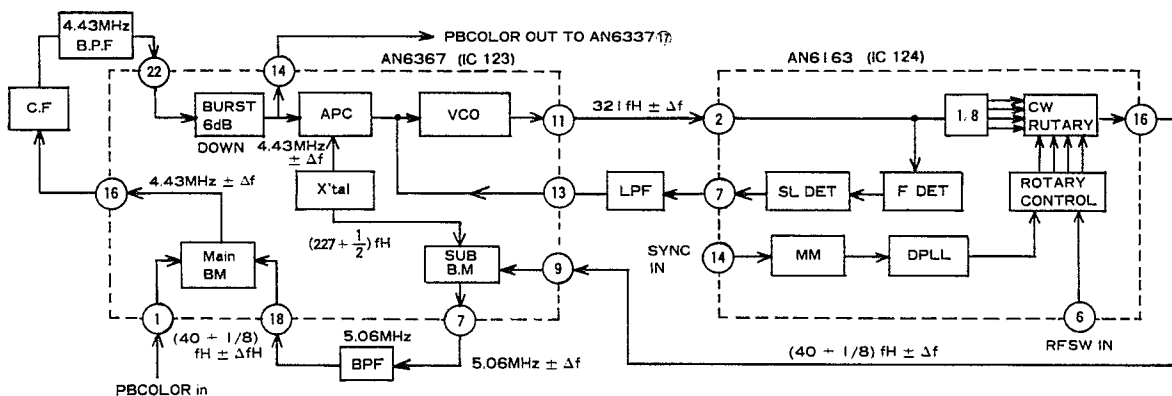 4.43MHz
B.P.F
PBCOLOR OUT TO AN6337⑰
AN6367 (IC 123)
AN6163 (IC 124)
22
14
C.F
BURST
6dB
DOWN
APC
VCO
11
321fH ± Δf
2
1/8
CW
RUTARY
16
4.43MHz
± Δf
16
4.43MHz ± Δf
X'tal
13
LPF
7
SL DET
F DET
ROTARY
CONTROL
(227 + 1/2) fH
Main
BM
SUB
B.M
9
SYNC
IN
14
MM
DPLL
1
18
7
6
(40 + 1/8)
fH ± ΔfH
5.06MHz
BPF
5.06MHz ± Δf
RFSW IN
(40 + 1/8) fH ± Δf
PBCOLOR in